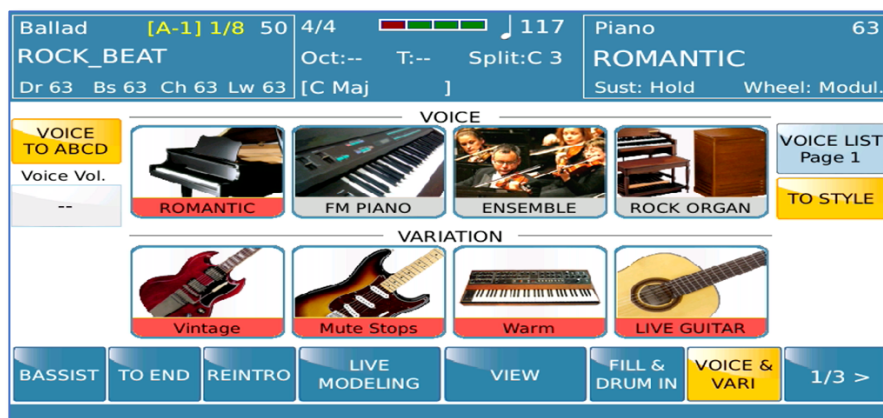 Ballad [A-1] 1/8 50
ROCK_BEAT
Dr 63 Bs 63 Ch 63 Lw 63
4/4 117
Oct:-- T:-- Split:C 3
[C Maj ]
Piano 63
ROMANTIC
Sust: Hold Wheel: Modul.
VOICE
VOICE
TO ABCD
Voice Vol.
--
ROMANTIC
FM PIANO
ENSEMBLE
ROCK ORGAN
VOICE LIST
Page 1
TO STYLE
VARIATION
Vintage
Mute Stops
Warm
LIVE GUITAR
BASSIST
TO END
REINTRO
LIVE
MODELING
VIEW
FILL &
DRUM IN
VOICE &
VARI
1/3 >